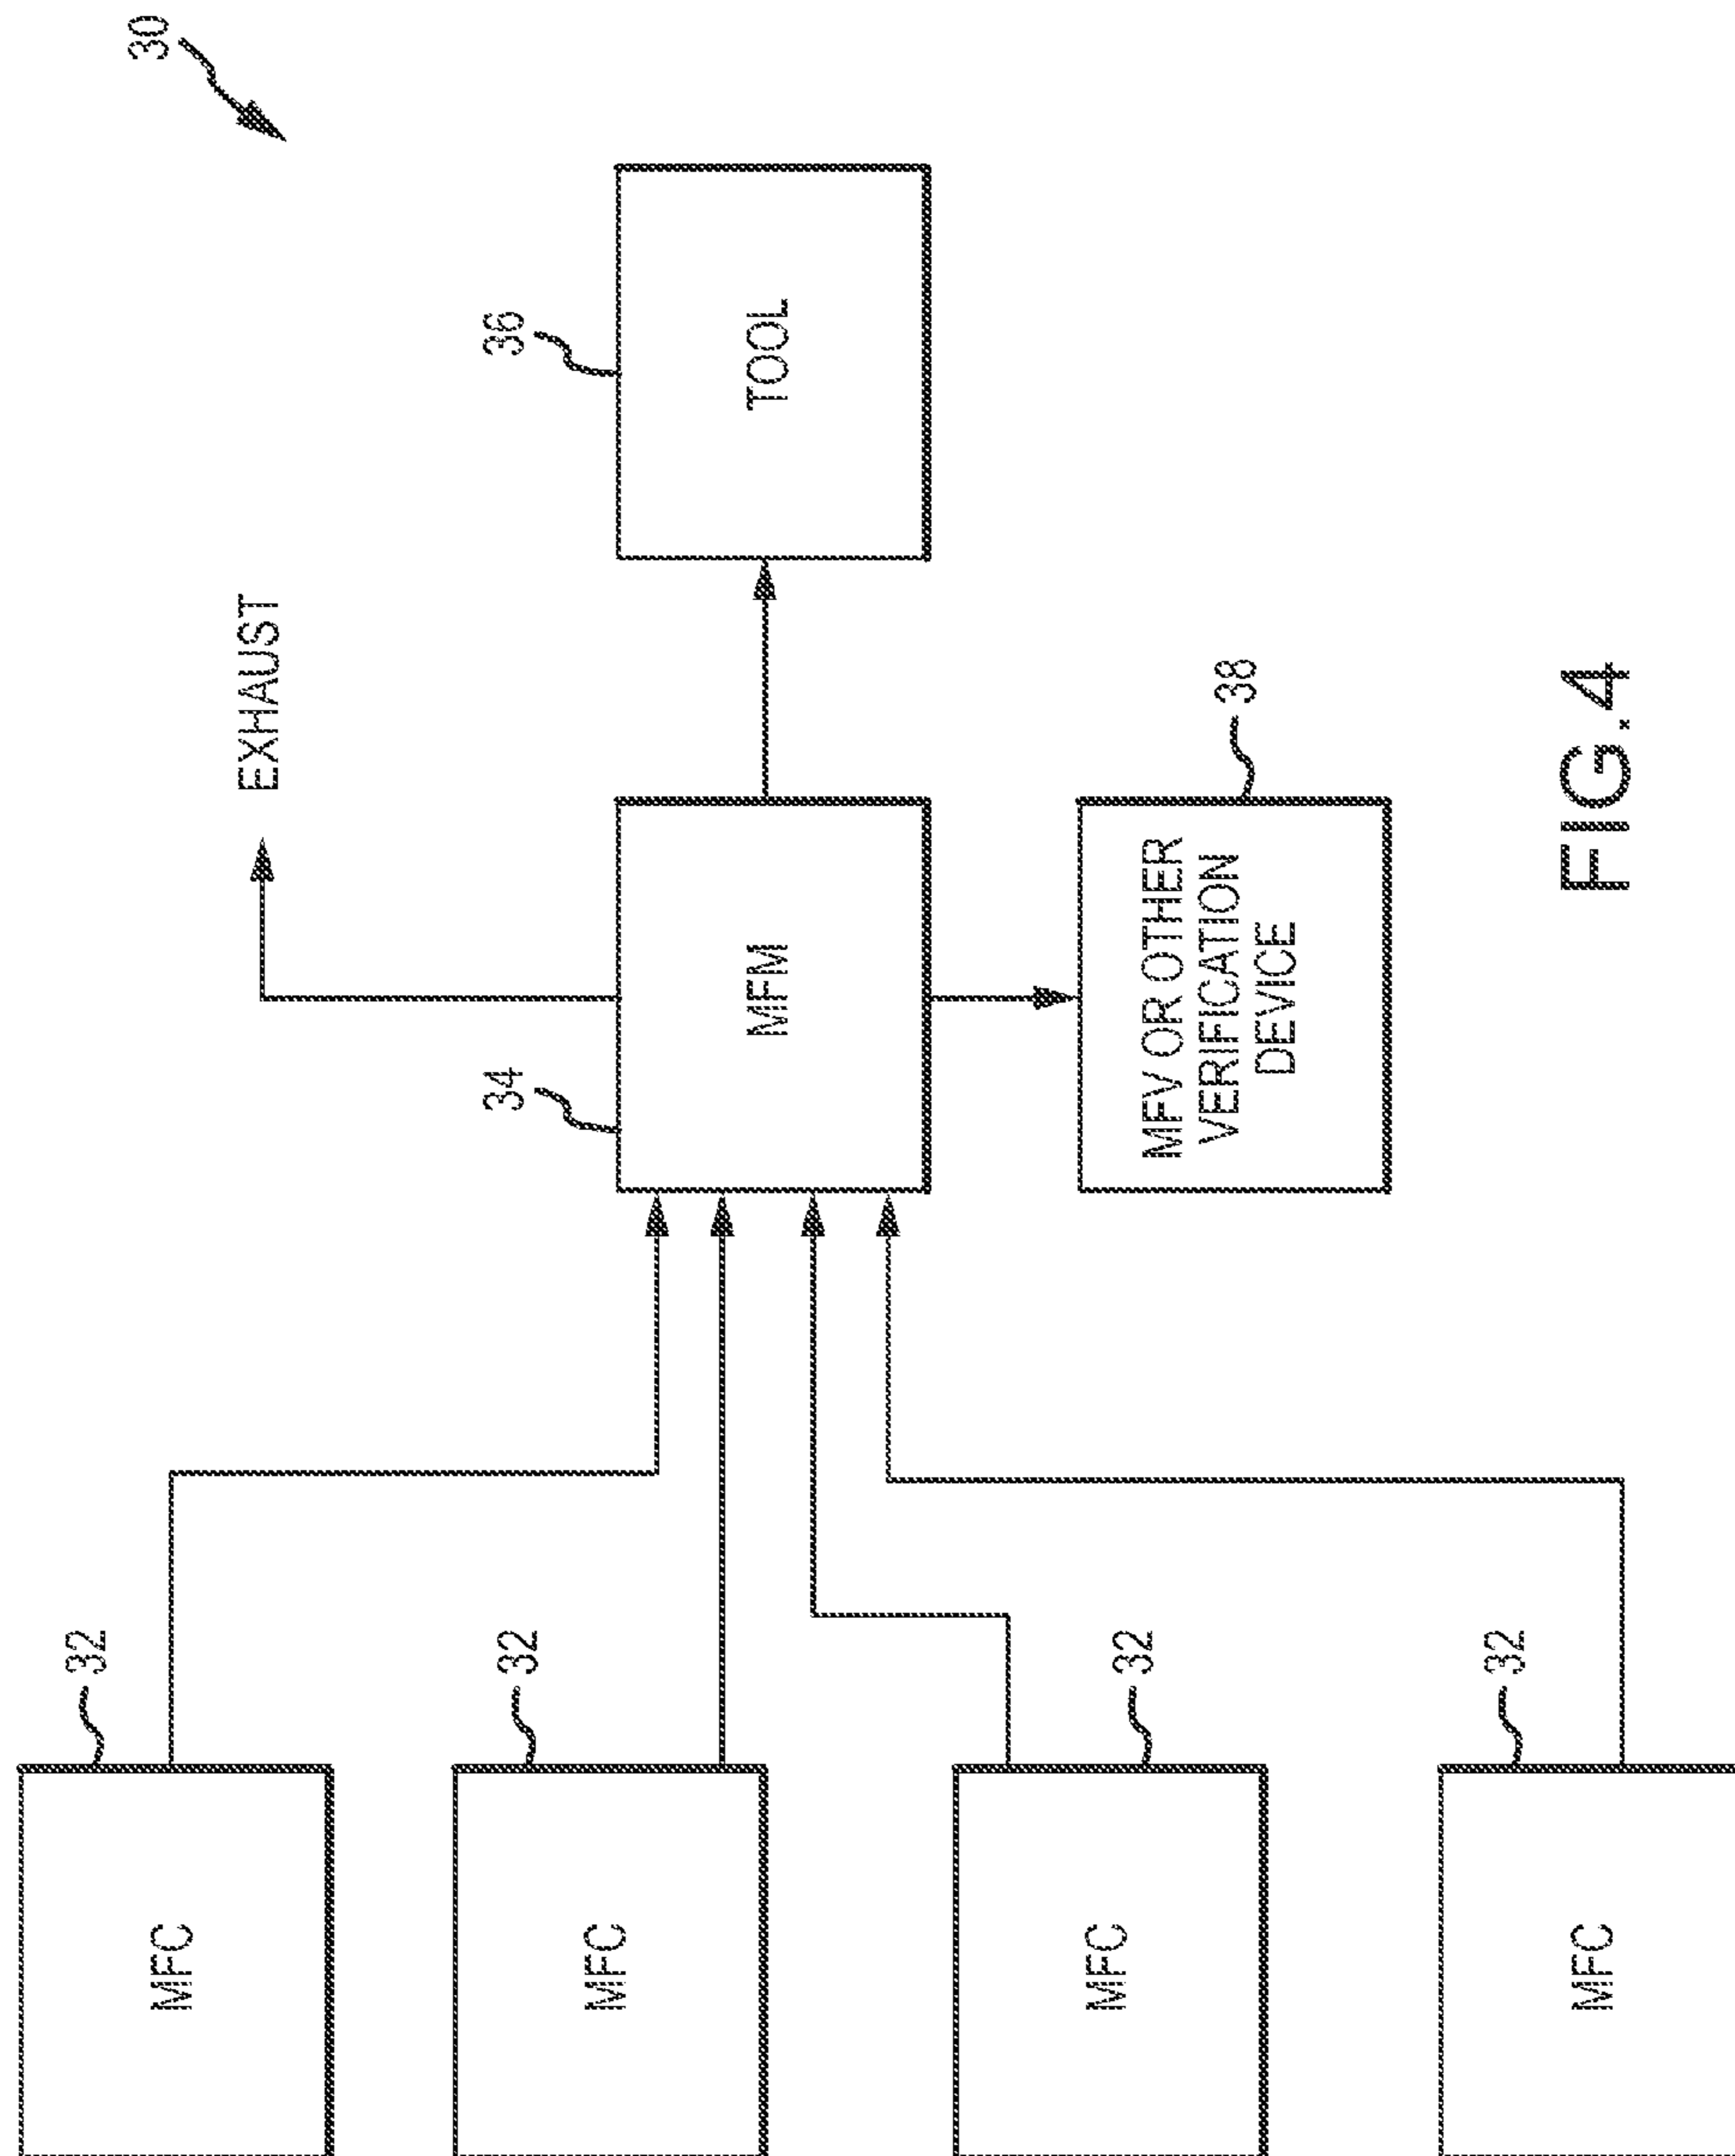 30
EXHAUST
36
TOOL
34
MFM
38
MFV OR OTHER
VERIFICATION
DEVICE
32
MFC
32
MFC
32
MFC
32
MFC
FIG.4